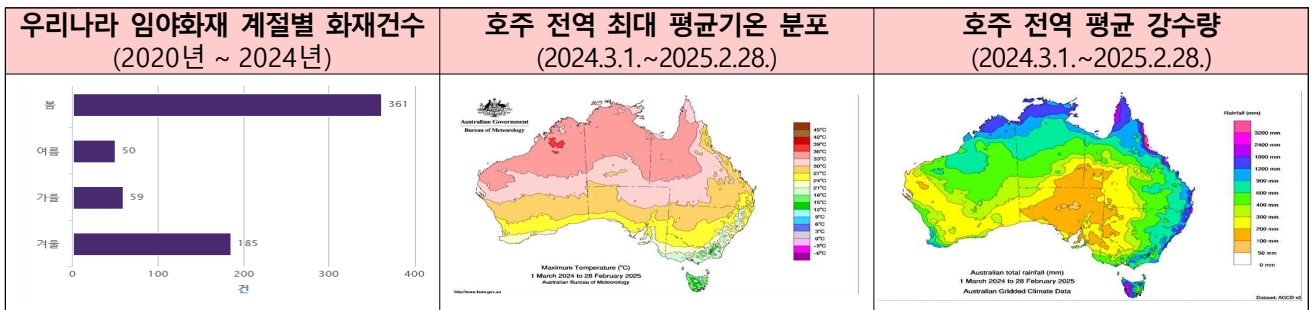 우리나라 임야화재 계절별 화재건수
(2020년 ~ 2024년)
봄
361
여름
50
가을
59
겨울
185
0
100
200
300
400
건
호주 전역 최대 평균기온 분포
(2024.3.1.~2025.2.28.)
Australian Government
Bureau of Meteorology
45°C
42°C
39°C
36°C
33°C
30°C
27°C
24°C
21°C
18°C
15°C
12°C
9°C
6°C
3°C
0°C
-3°C
-6°C
Maximum Temperature (°C)
1 March 2024 to 28 February 2025
Australian Bureau of Meteorology
http://www.bom.gov.au
호주 전역 평균 강수량
(2024.3.1.~2025.2.28.)
Rainfall (mm)
3200 mm
2400 mm
1800 mm
1200 mm
900 mm
600 mm
400 mm
300 mm
200 mm
100 mm
50 mm
0 mm
Australian total rainfall (mm)
1 March 2024 to 28 February 2025
Australian Gridded Climate Data
Dataset: AGCD v2